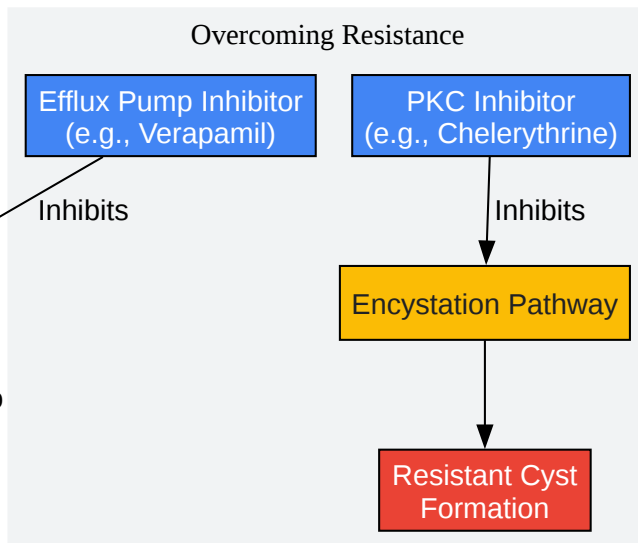 Overcoming Resistance
Efflux Pump Inhibitor
(e.g., Verapamil)
PKC Inhibitor
(e.g., Chelerythrine)
Inhibits
Inhibits
Encystation Pathway
Resistant Cyst
Formation